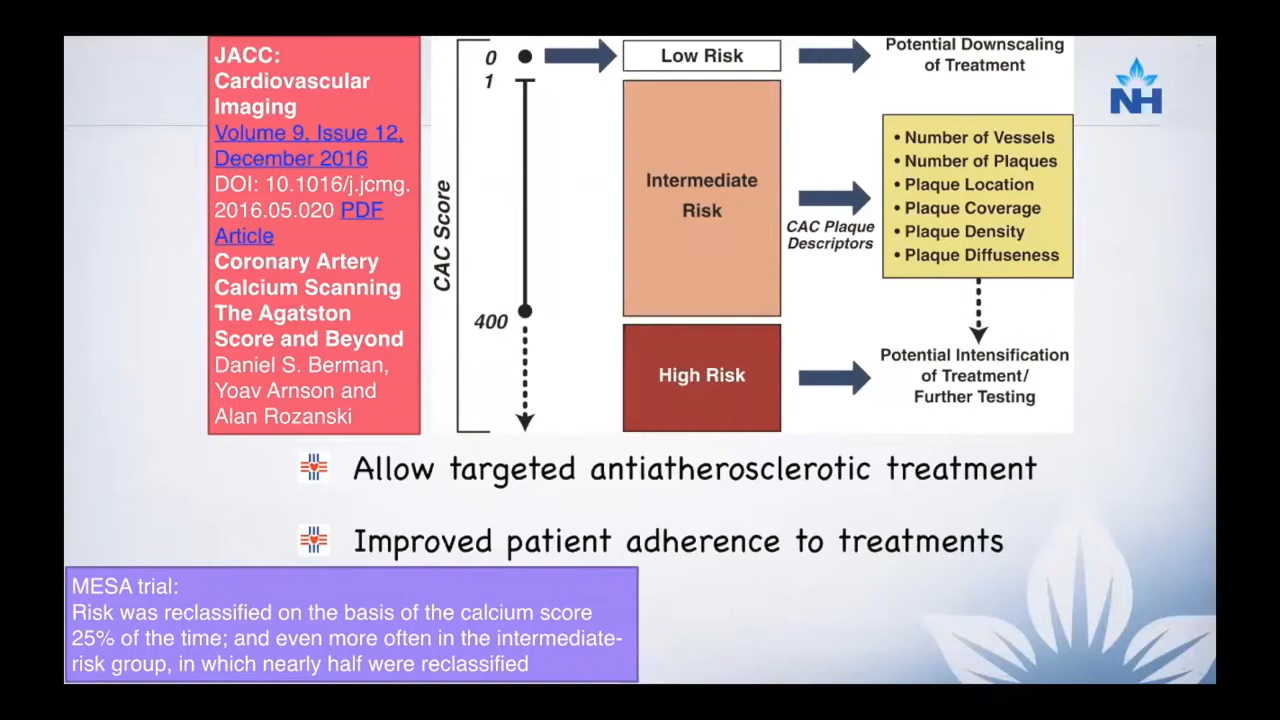 JACC:
Cardiovascular
Imaging
Volume 9, Issue 12,
December 2016
DOI: 10.1016/j.jcmg.
2016.05.020 PDF
Article
Coronary Artery
Calcium Scanning
The Agatston
Score and Beyond
Daniel S. Berman,
Yoav Arnson and
Alan Rozanski
CAC Score
0
1
400
Low Risk
Potential Downscaling
of Treatment
Intermediate
Risk
CAC Plaque
Descriptors
• Number of Vessels
• Number of Plaques
• Plaque Location
• Plaque Coverage
• Plaque Density
• Plaque Diffuseness
High Risk
Potential Intensification
of Treatment/
Further Testing
NH
Allow targeted antiatherosclerotic treatment
Improved patient adherence to treatments
MESA trial:
Risk was reclassified on the basis of the calcium score
25% of the time; and even more often in the intermediate-
risk group, in which nearly half were reclassified